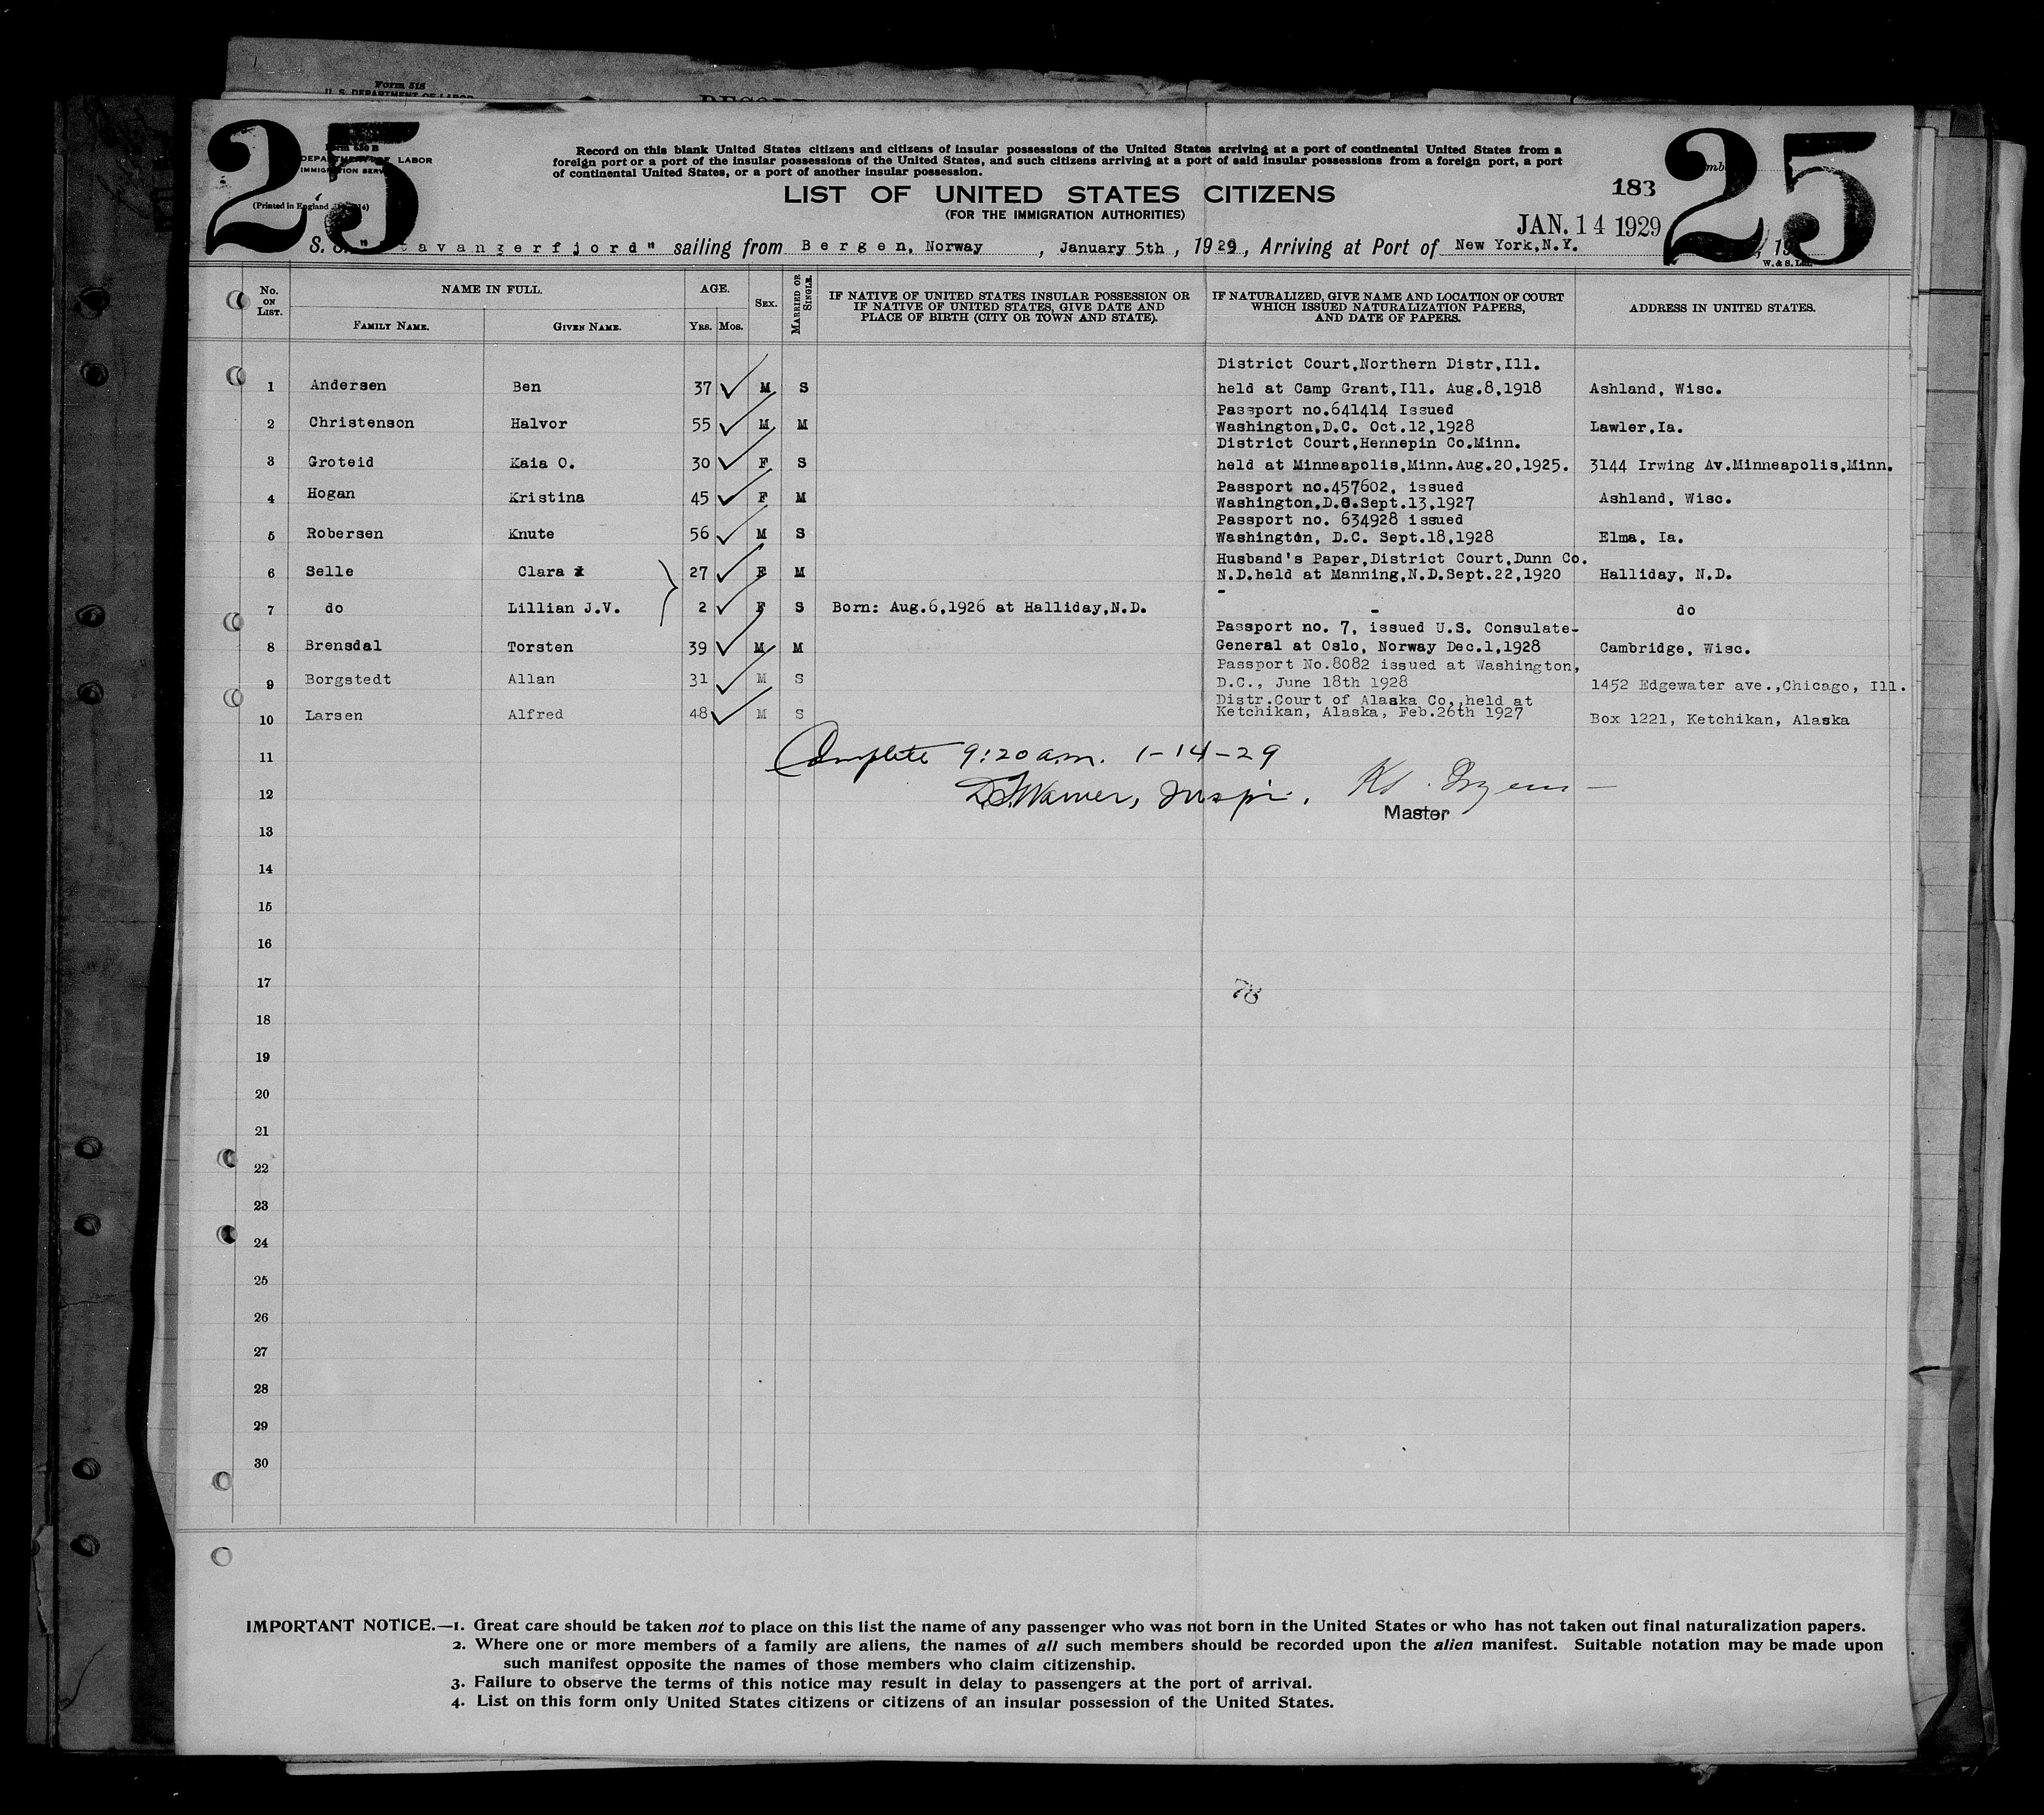 Form 518
U. S. DEPARTMENT OF LABOR
RECORD
25
Form 630 B
DEPARTMENT OF LABOR
IMMIGRATION SERV
(Printed in England
Record on this blank United States citizens and citizens of insular possessions of the United States arriving at a port of continental United States from a
foreign port or a port of the insular possessions of the United States, and such citizens arriving at a port of said insular possessions from a foreign port, a port
of continental United States, or a port of another insular possession.
LIST OF UNITED STATES CITIZENS
(FOR THE IMMIGRATION AUTHORITIES)
183
JAN. 14 1929
25
S. S. "Stavangerfjord" sailing from Bergen, Norway , January 5th , 1929 , Arriving at Port of New York,N.Y. , 19
W. & S. Ltd.
No. ON LIST. NAME IN FULL. AGE. SEX. MARRIED OR SINGLE. IF NATIVE OF UNITED STATES INSULAR POSSESSION OR IF NATIVE OF UNITED STATES, GIVE DATE AND PLACE OF BIRTH (CITY OR TOWN AND STATE). IF NATURALIZED, GIVE NAME AND LOCATION OF COURT WHICH ISSUED NATURALIZATION PAPERS, AND DATE OF PAPERS. ADDRESS IN UNITED STATES.
FAMILY NAME. GIVEN NAME. YRS. MOS.
District Court,Northern Distr,Ill.
1 Andersen Ben 37 M S held at Camp Grant,Ill. Aug.8,1918 Ashland, Wisc.
Passport no.641414 Issued
2 Christenson Halvor 55 M M Washington,D.C. Oct.12,1928 Lawler,Ia.
District Court,Hennepin Co.Minn.
3 Groteid Kaia O. 30 F S held at Minneapolis,Minn.Aug.20,1925. 3144 Irwing Av.Minneapolis,Minn.
Passport no.457602, issued
4 Hogan Kristina 45 F M Washington,D.C.Sept.13,1927 Ashland, Wisc.
Passport no. 634928 issued
5 Robersen Knute 56 M S Washington, D.C. Sept.18,1928 Elma, Ia.
Husband's Paper,District Court,Dunn Co.
6 Selle Clara 27 F M N.D.held at Manning,N.D.Sept.22,1920 Halliday, N.D.
-
7 do Lillian J.V. 2 F S Born: Aug.6,1926 at Halliday,N.D. - do
Passport no. 7, issued U.S. Consulate-
8 Brensdal Torsten 39 M M General at Oslo, Norway Dec.1,1928 Cambridge, Wisc.
Passport No.8082 issued at Washington,
9 Borgstedt Allan 31 M S D.C., June 18th 1928 1452 Edgewater ave.,Chicago, Ill.
Distr.Court of Alaska Co.,held at
10 Larsen Alfred 48 M S Ketchikan, Alaska, Feb.26th 1927 Box 1221, Ketchikan, Alaska
11 Complete 9:20 a.m. 1-14-29
12 Warner, Inspr.
Master
13
14
15
16
17
78
18
19
20
21
22
23
24
25
26
27
28
29
30
IMPORTANT NOTICE.—1. Great care should be taken not to place on this list the name of any passenger who was not born in the United States or who has not taken out final naturalization papers.
2. Where one or more members of a family are aliens, the names of all such members should be recorded upon the alien manifest. Suitable notation may be made upon
such manifest opposite the names of those members who claim citizenship.
3. Failure to observe the terms of this notice may result in delay to passengers at the port of arrival.
4. List on this form only United States citizens or citizens of an insular possession of the United States.